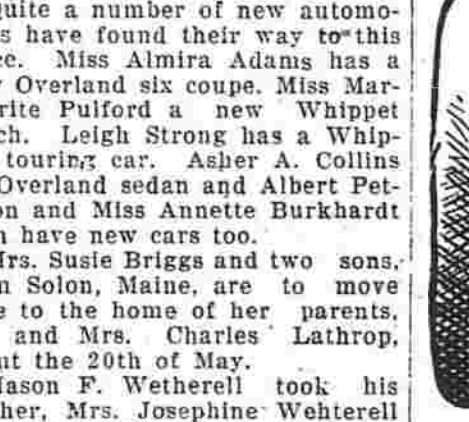 quite a number of new automo-
s have found their way to this
ce. Miss Almira Adams has a
Overland six coupe. Miss Mar-
rite Pulford a new Whippet
ch. Leigh Strong has a Whip-
touring car. Asher A. Collins
Overland sedan and Albert Pet-
on and Miss Annette Burkhardt
h have new cars too.
Mrs. Susie Briggs and two sons,
m Solon, Maine, are to move
e to the home of her parents,
and Mrs. Charles Lathrop,
ut the 20th of May.
Mason F. Wetherell took his
ther, Mrs. Josephine Wehterell